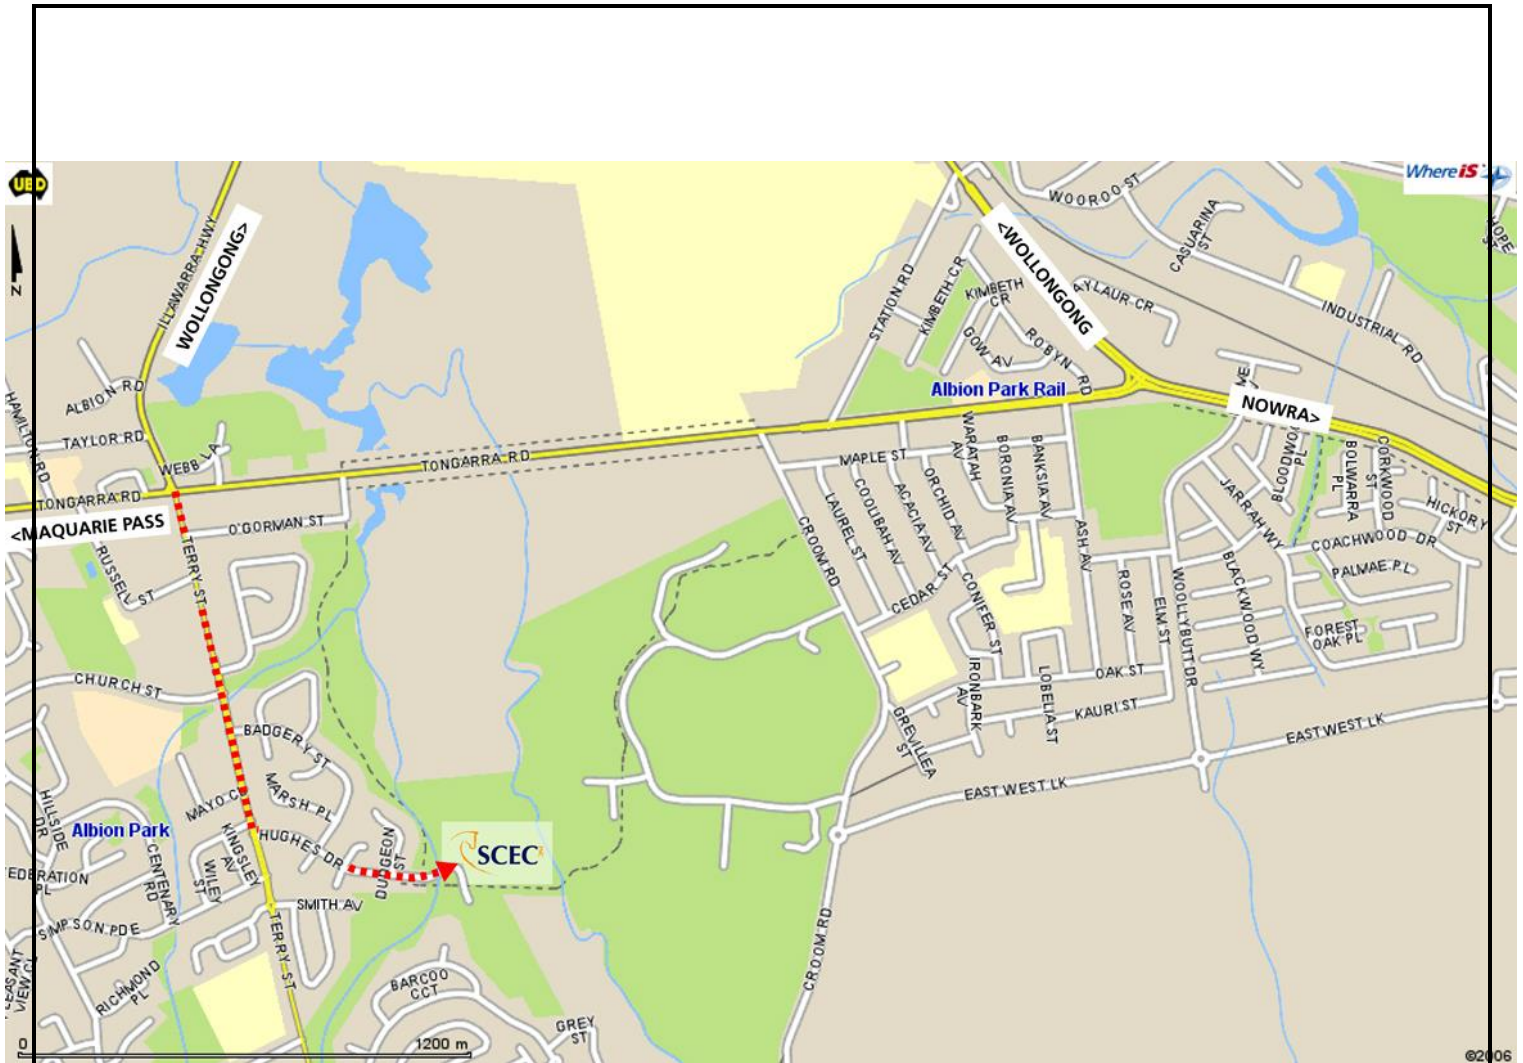 UBD
Where iS
WOOROO ST
HOPE ST
CASUARINA ST
ILLAWARRA HWY
WOLLONGONG>
<WOLLONGONG
STATION RD
KIMBETH CR
KIMBETH CR
AYLAUR CR
INDUSTRIAL RD
N
GOW AV
ROBYN RD
ALBION RD
Albion Park Rail
NOWRA>
HAMILTON RD
TAYLOR RD
WEBB LA
TONGARRA RD
TONGARRA RD
MAPLE ST
WARATAH AV
BORONIA AV
BANKSIA AV
BLOODWOOD PL
BOLWARRA PL
CORKWOOD ST
HICKORY ST
<MAQUARIE PASS
O'GORMAN ST
LAUREL ST
COOLIBAH AV
ACACIA AV
ORCHID AV
CROOM RD
ASH AV
JARRAH WY
COACHWOOD DR
PALMAE PL
RUSSELL ST
TERRY ST
CEDAR ST
CONIFER ST
ROSE AV
ELM ST
WOOLLYBUTT DR
BLACKWOOD WY
FOREST OAK PL
CHURCH ST
IRONBARK AV
LOBELIA ST
OAK ST
KAURI ST
BADGERY ST
GREVILLEA ST
EAST WEST LK
EAST WEST LK
MARSH PL
HILLSIDE DR
Albion Park
HUGHES DR
KINGSLEY AV
WILEY ST
CENTENARY RD
DUDGEON ST
SCEC
SMITH AV
SIMPSON PDE
TERRY ST
CROOM RD
RICHMOND PL
BARCOO CCT
GREY ST
0
1200 m
©2006